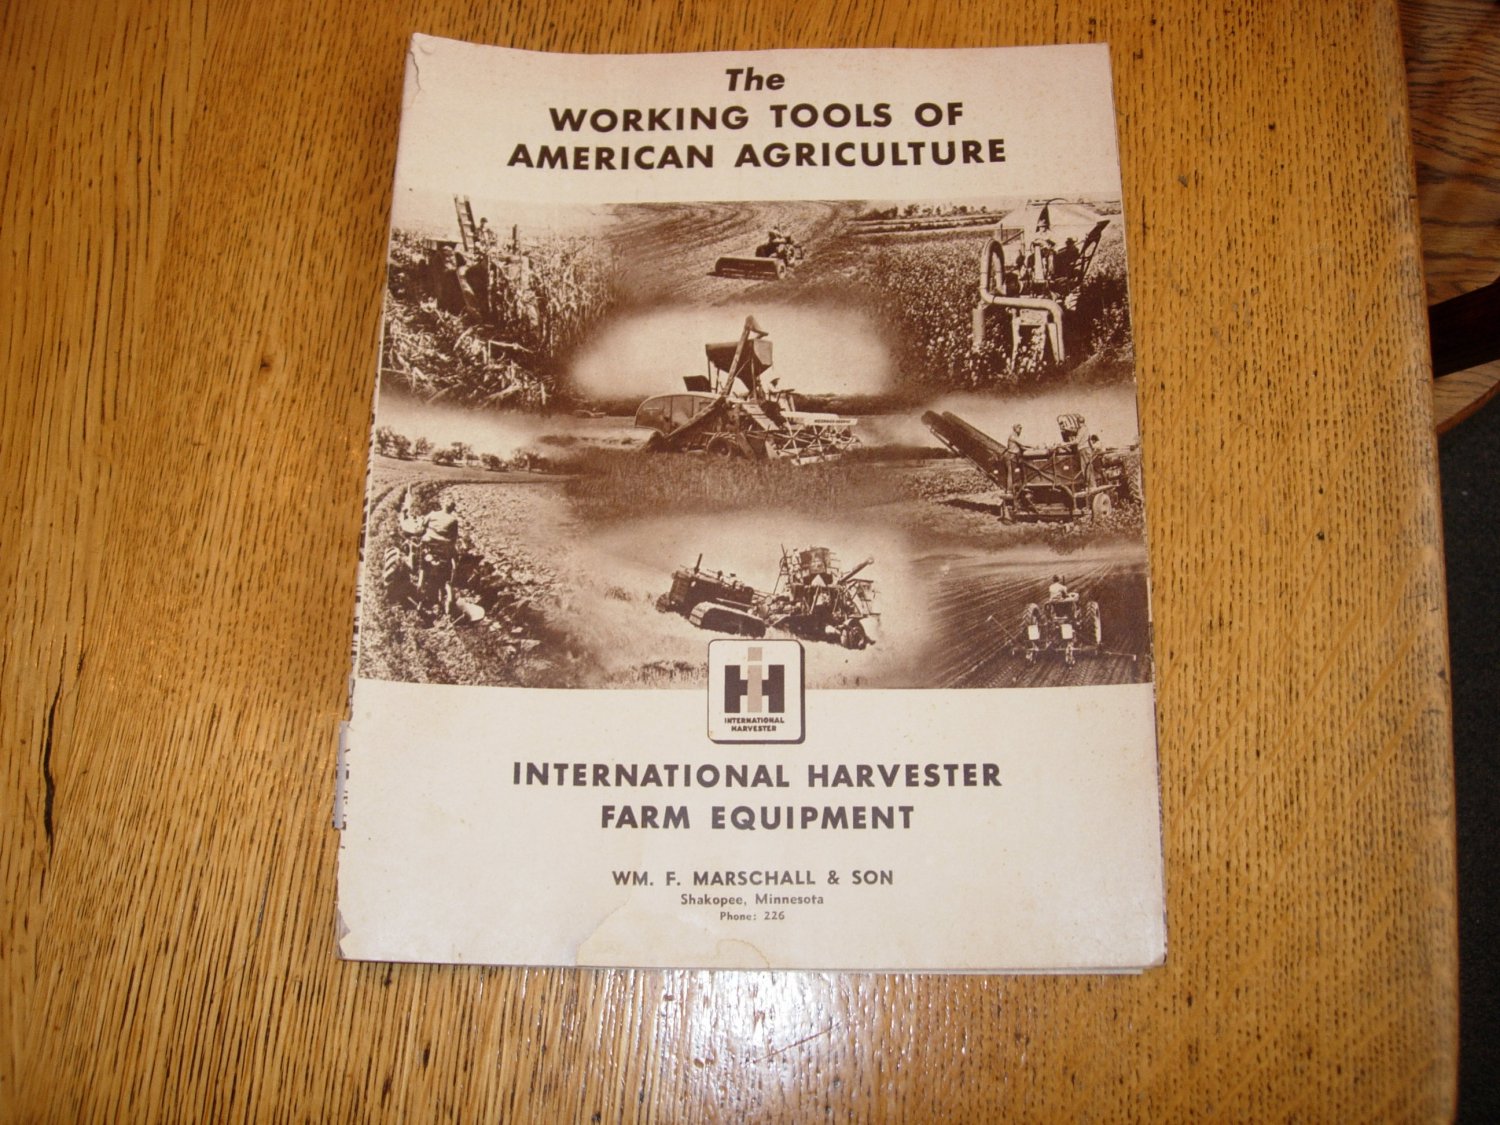 The
WORKING TOOLS OF
AMERICAN AGRICULTURE
IH
INTERNATIONAL
HARVESTER
INTERNATIONAL HARVESTER
FARM EQUIPMENT
WM. F. MARSCHALL & SON
Shakopee, Minnesota
Phone: 226